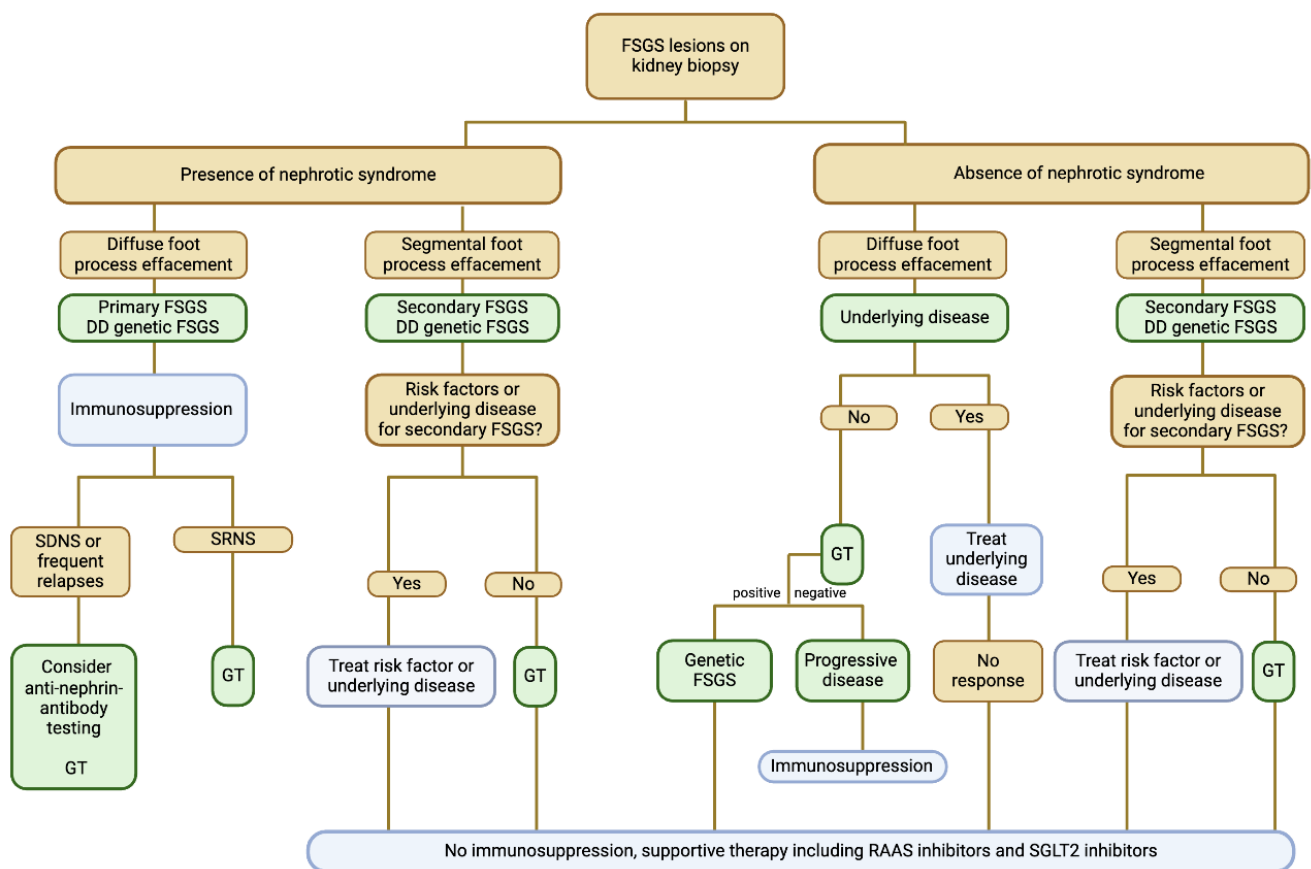 FSGS lesions on
kidney biopsy
Presence of nephrotic syndrome
Absence of nephrotic syndrome
Diffuse foot
process effacement
Segmental foot
process effacement
Diffuse foot
process effacement
Segmental foot
process effacement
Primary FSGS
DD genetic FSGS
Secondary FSGS
DD genetic FSGS
Underlying disease
Secondary FSGS
DD genetic FSGS
Immunosuppression
Risk factors or
underlying disease
for secondary FSGS?
No
Yes
Risk factors or
underlying disease
for secondary FSGS?
SDNS or
frequent
relapses
SRNS
Yes
No
GT
positive
negative
Treat
underlying
disease
Yes
No
Consider
anti-nephrin-
antibody
testing
GT
GT
Treat risk factor or
underlying disease
GT
Genetic
FSGS
Progressive
disease
No
response
Treat risk factor or
underlying disease
GT
Immunosuppression
No immunosuppression, supportive therapy including RAAS inhibitors and SGLT2 inhibitors